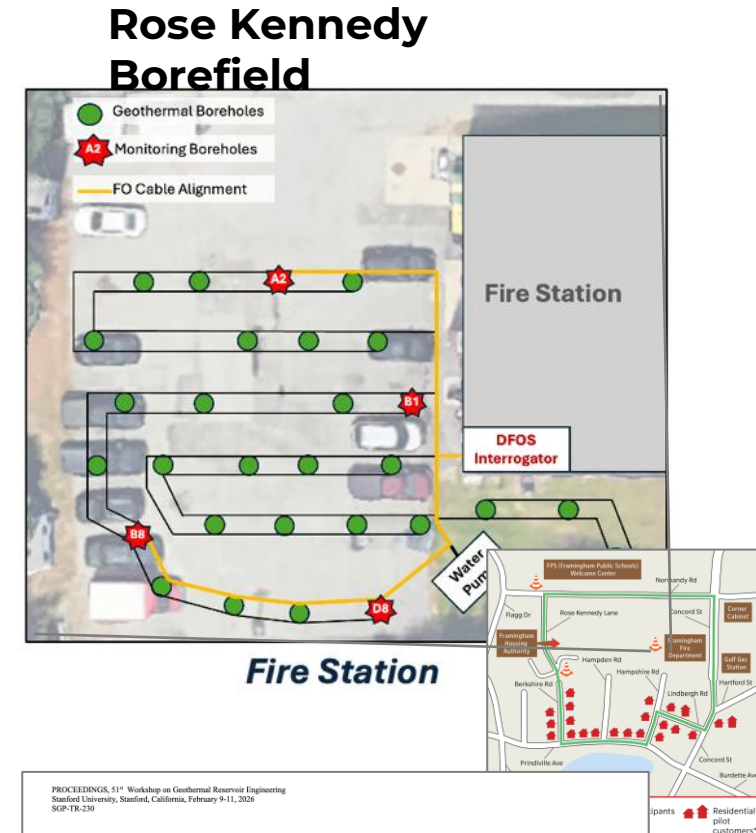 Rose Kennedy
Borefield
Geothermal Boreholes
A2 Monitoring Boreholes
FO Cable Alignment
A2
Fire Station
B1
DFOS
Interrogator
B8
Water
D8
Fire Station
FPS (Framingham Public Schools)
Welcome Center
Normandy Rd
Flagg Dr
Rose Kennedy Lane
Concord St
Corner
Cabinet
Framingham
Housing
Authority
Framingham
Fire
Department
Hampden Rd
Gulf Gas
Station
Hampshire Rd
Berkshire Rd
Hartford St
Lindbergh Rd
Prindiville Ave
Concord St
Burdette Av
cipants
Residential
pilot
customers
PROCEEDINGS, 51st Workshop on Geothermal Reservoir Engineering
Stanford University, Stanford, California, February 9-11, 2026
SGP-TR-230